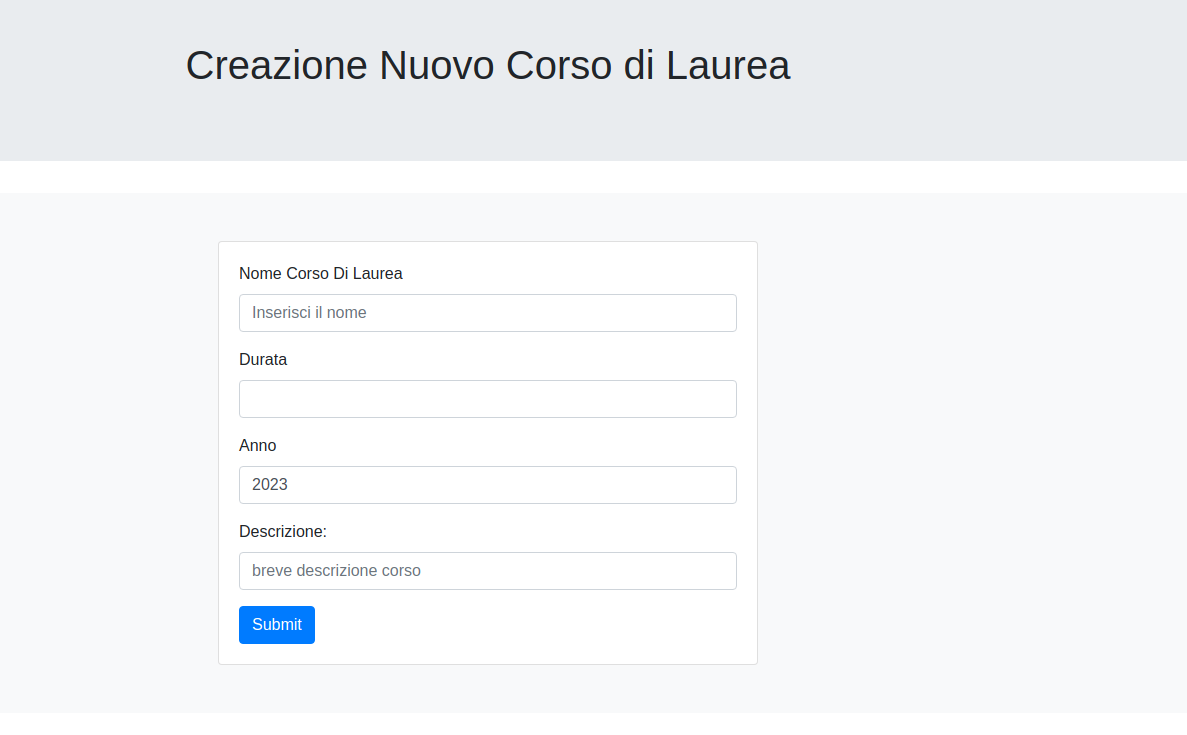 Creazione Nuovo Corso di Laurea
Nome Corso Di Laurea
Inserisci il nome
Durata
Anno
2023
Descrizione:
breve descrizione corso
Submit